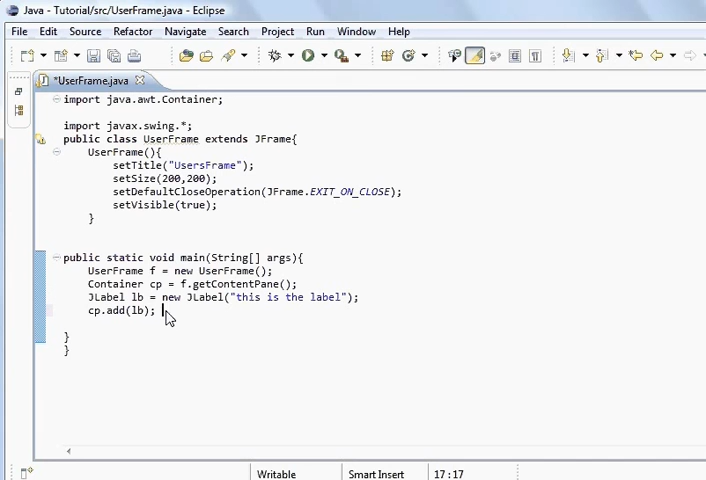 Java - Tutorial/src/UserFrame.java - Eclipse
File Edit Source Refactor Navigate Search Project Run Window Help
*UserFrame.java
import java.awt.Container;
import javax.swing.*;
public class UserFrame extends JFrame{
UserFrame(){
setTitle("UsersFrame");
setSize(200,200);
setDefaultCloseOperation(JFrame.EXIT_ON_CLOSE);
setVisible(true);
}
public static void main(String[] args){
UserFrame f = new UserFrame();
Container cp = f.getContentPane();
JLabel lb = new JLabel("this is the label");
cp.add(lb);
}
}
Writable Smart Insert 17:17